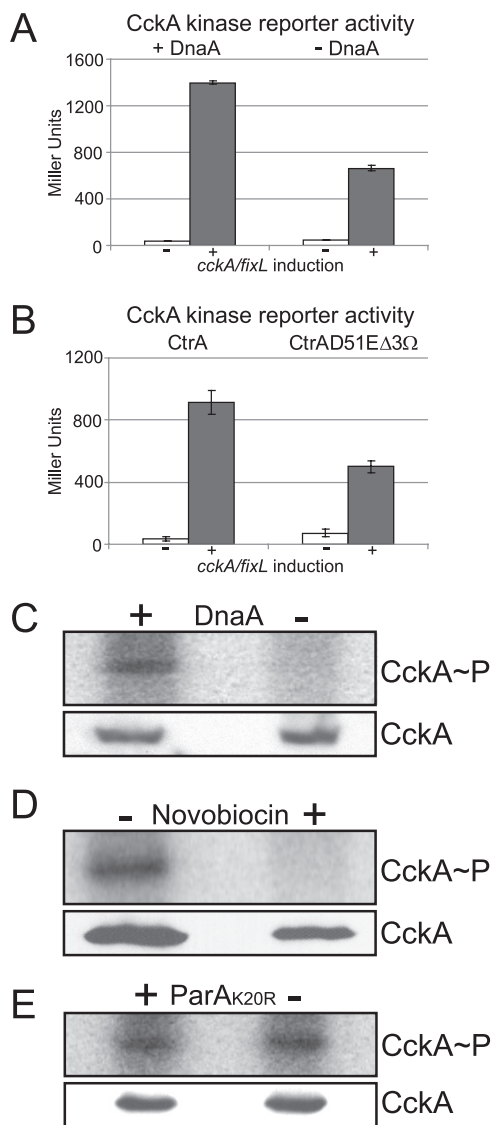 A
CckA kinase reporter activity
+ DnaA - DnaA
1600
1200
800
400
0
Miller Units
- + - +
cckA/fixL induction
B
CckA kinase reporter activity
CtrA CtrAD51EΔ3Ω
1200
800
400
0
Miller Units
- + - +
cckA/fixL induction
C
+ DnaA -
CckA~P
CckA
D
- Novobiocin +
CckA~P
CckA
E
+ ParAK20R -
CckA~P
CckA